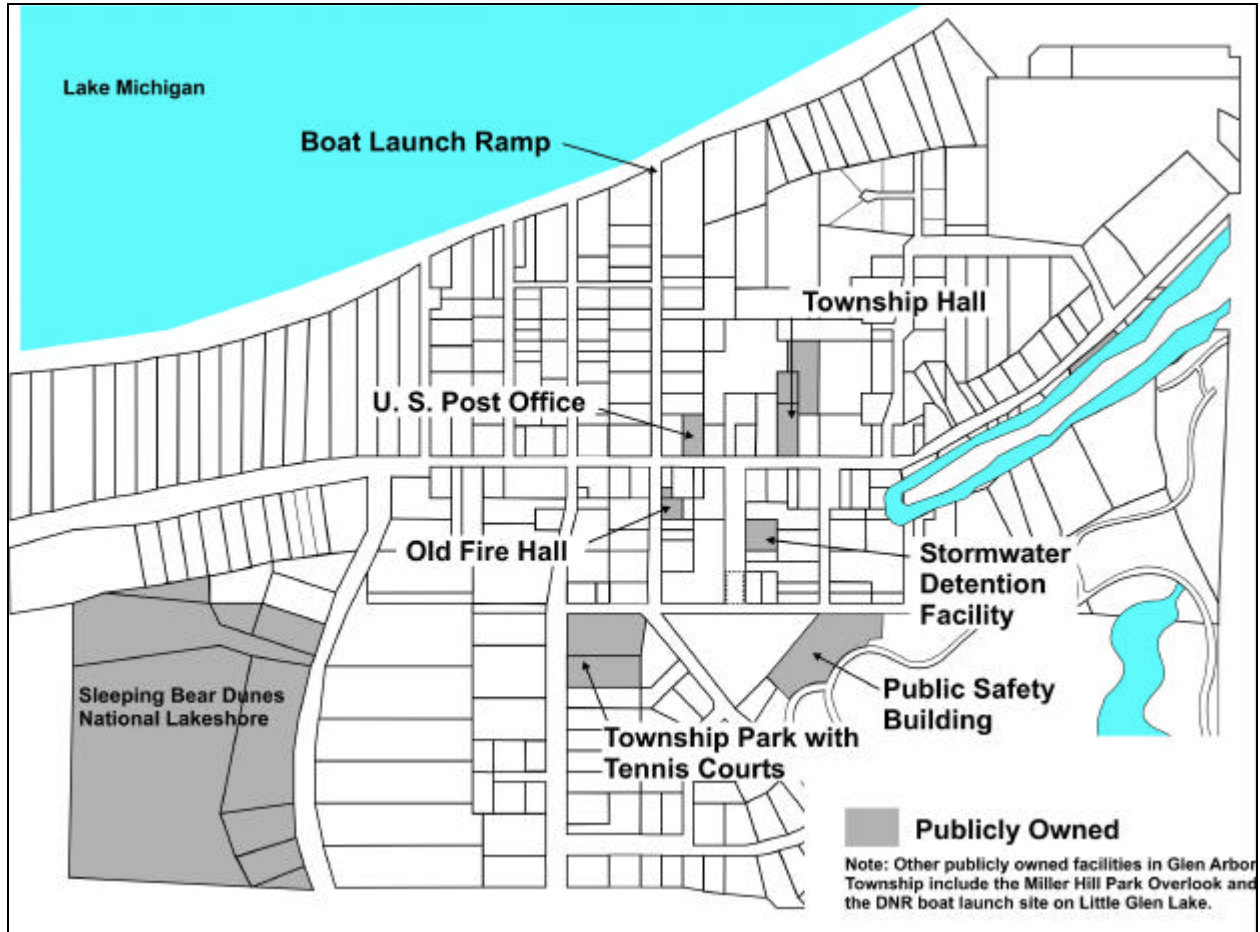 Lake Michigan
Boat Launch Ramp
Township Hall
U. S. Post Office
Old Fire Hall
Stormwater
Detention
Facility
Sleeping Bear Dunes
National Lakeshore
Public Safety
Building
Township Park with
Tennis Courts
Publicly Owned
Note: Other publicly owned facilities in Glen Arbor
Township include the Miller Hill Park Overlook and
the DNR boat launch site on Little Glen Lake.